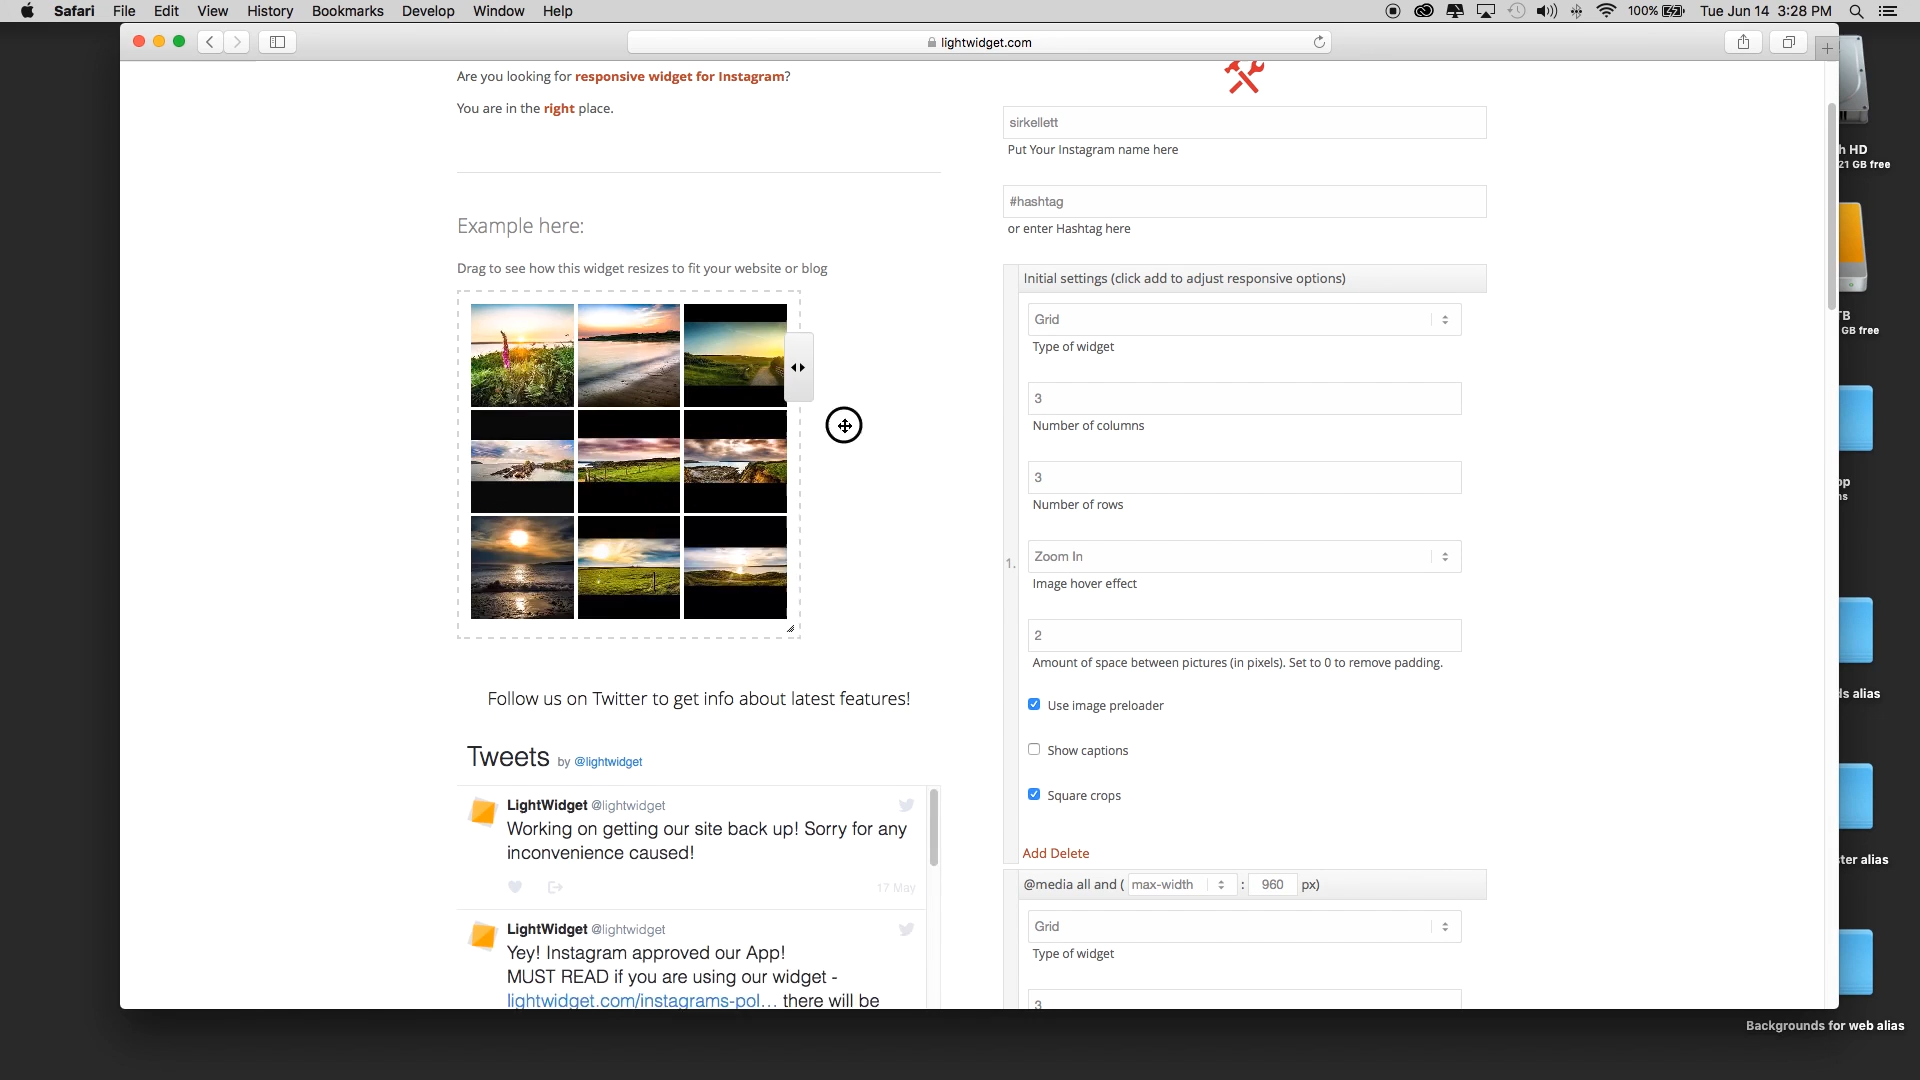 Safari File Edit View History Bookmarks Develop Window Help
100% Tue Jun 14 3:28 PM
lightwidget.com
Are you looking for responsive widget for Instagram?
You are in the right place.
Example here:
Drag to see how this widget resizes to fit your website or blog
Follow us on Twitter to get info about latest features!
Tweets by @lightwidget
LightWidget @lightwidget
Working on getting our site back up! Sorry for any
inconvenience caused!
17 May
LightWidget @lightwidget
Yey! Instagram approved our App!
MUST READ if you are using our widget -
lightwidget.com/instagrams-pol... there will be
sirkellett
Put Your Instagram name here
#hashtag
or enter Hashtag here
Initial settings (click add to adjust responsive options)
1.
Grid
Type of widget
3
Number of columns
3
Number of rows
Zoom In
Image hover effect
2
Amount of space between pictures (in pixels). Set to 0 to remove padding.
Use image preloader
Show captions
Square crops
Add Delete
@media all and ( max-width : 960 px)
Grid
Type of widget
3
h HD
21 GB free
TB
GB free
op
ns
ds alias
ter alias
Backgrounds for web alias